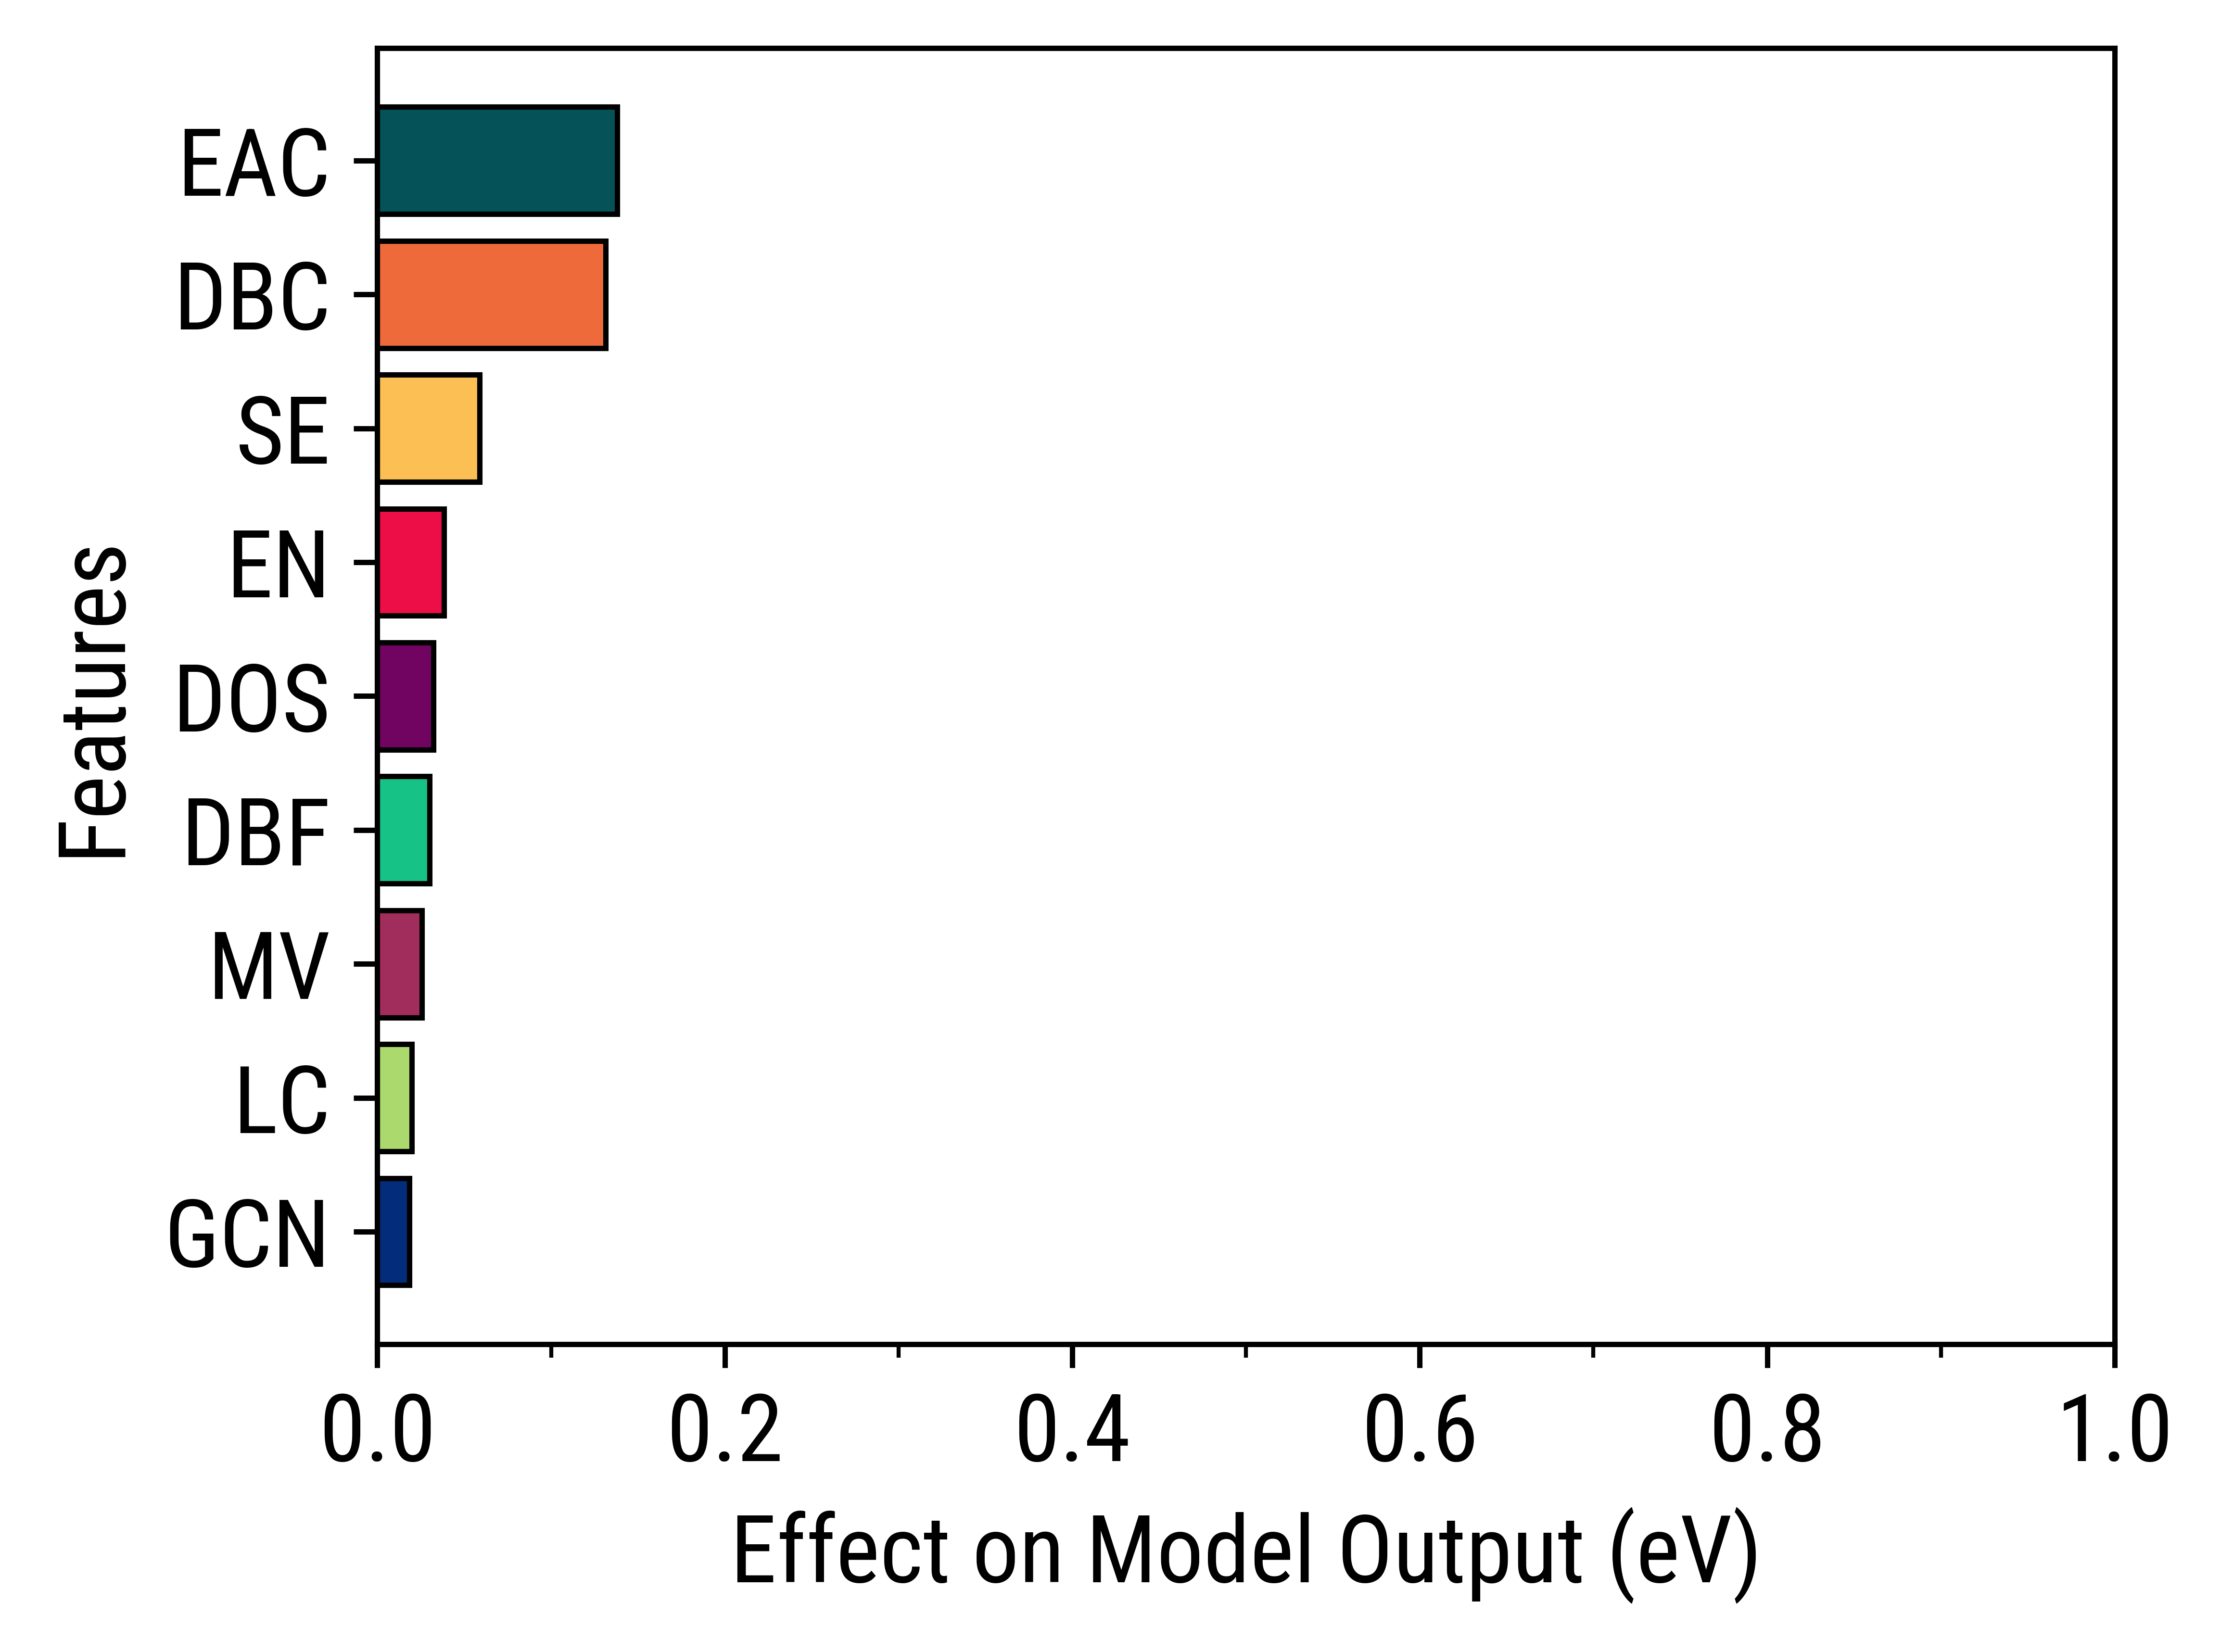 EAC
DBC
SE
EN
DOS
DBF
MV
LC
GCN
Features
0.0 0.2 0.4 0.6 0.8 1.0
Effect on Model Output (eV)